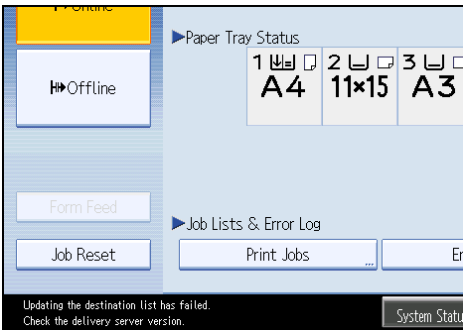 Online
▶Paper Tray Status
1 2 3
A4 11×15 A3
Offline
Form Feed
▶Job Lists & Error Log
Job Reset Print Jobs ...
Updating the destination list has failed.
Check the delivery server version.
System Statu